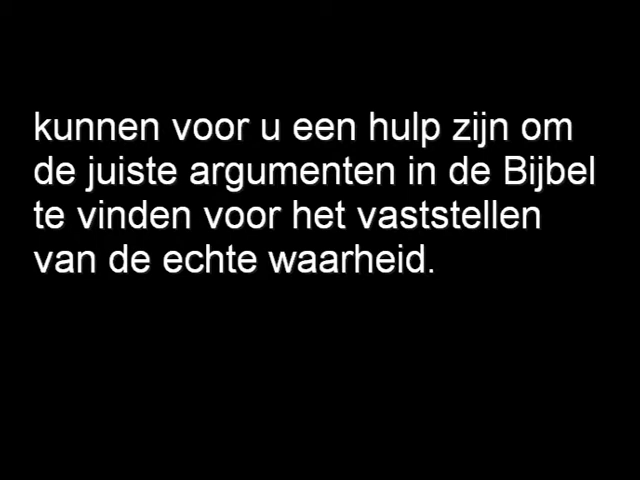 kunnen voor u een hulp zijn om
de juiste argumenten in de Bijbel
te vinden voor het vaststellen
van de echte waarheid.